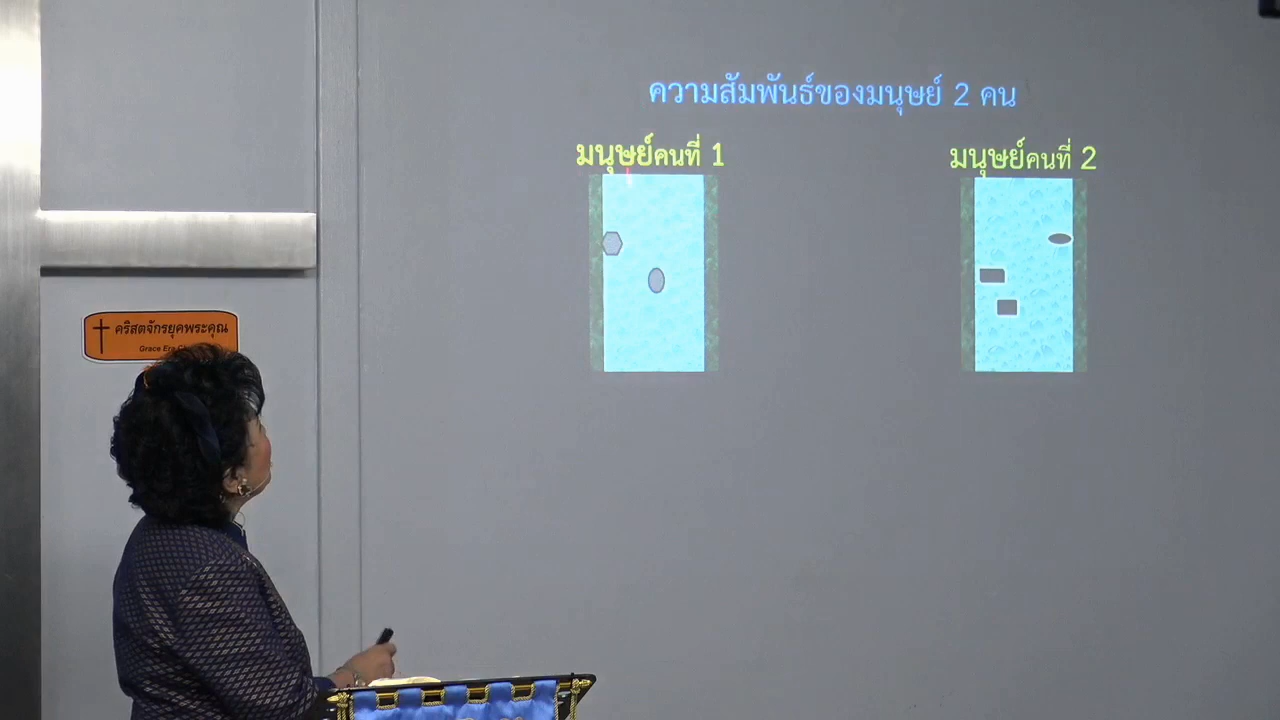 ความสัมพันธ์ของมนุษย์ 2 คน
มนุษย์คนที่ 1
มนุษย์คนที่ 2
คริสตจักรยุคพระคุณ
Grace Era